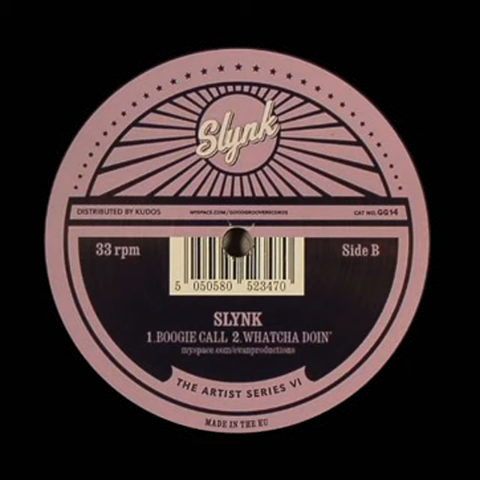 Slynk
DISTRIBUTED BY KUDOS
MYSPACE.COM/GOODGROOVERECORDS
CAT NO.GG14
33 rpm
Side B
5 050580 523470
SLYNK
1.BOOGIE CALL 2.WHATCHA DOIN'
myspace.com/evanproductions
THE ARTIST SERIES VI
MADE IN THE EU